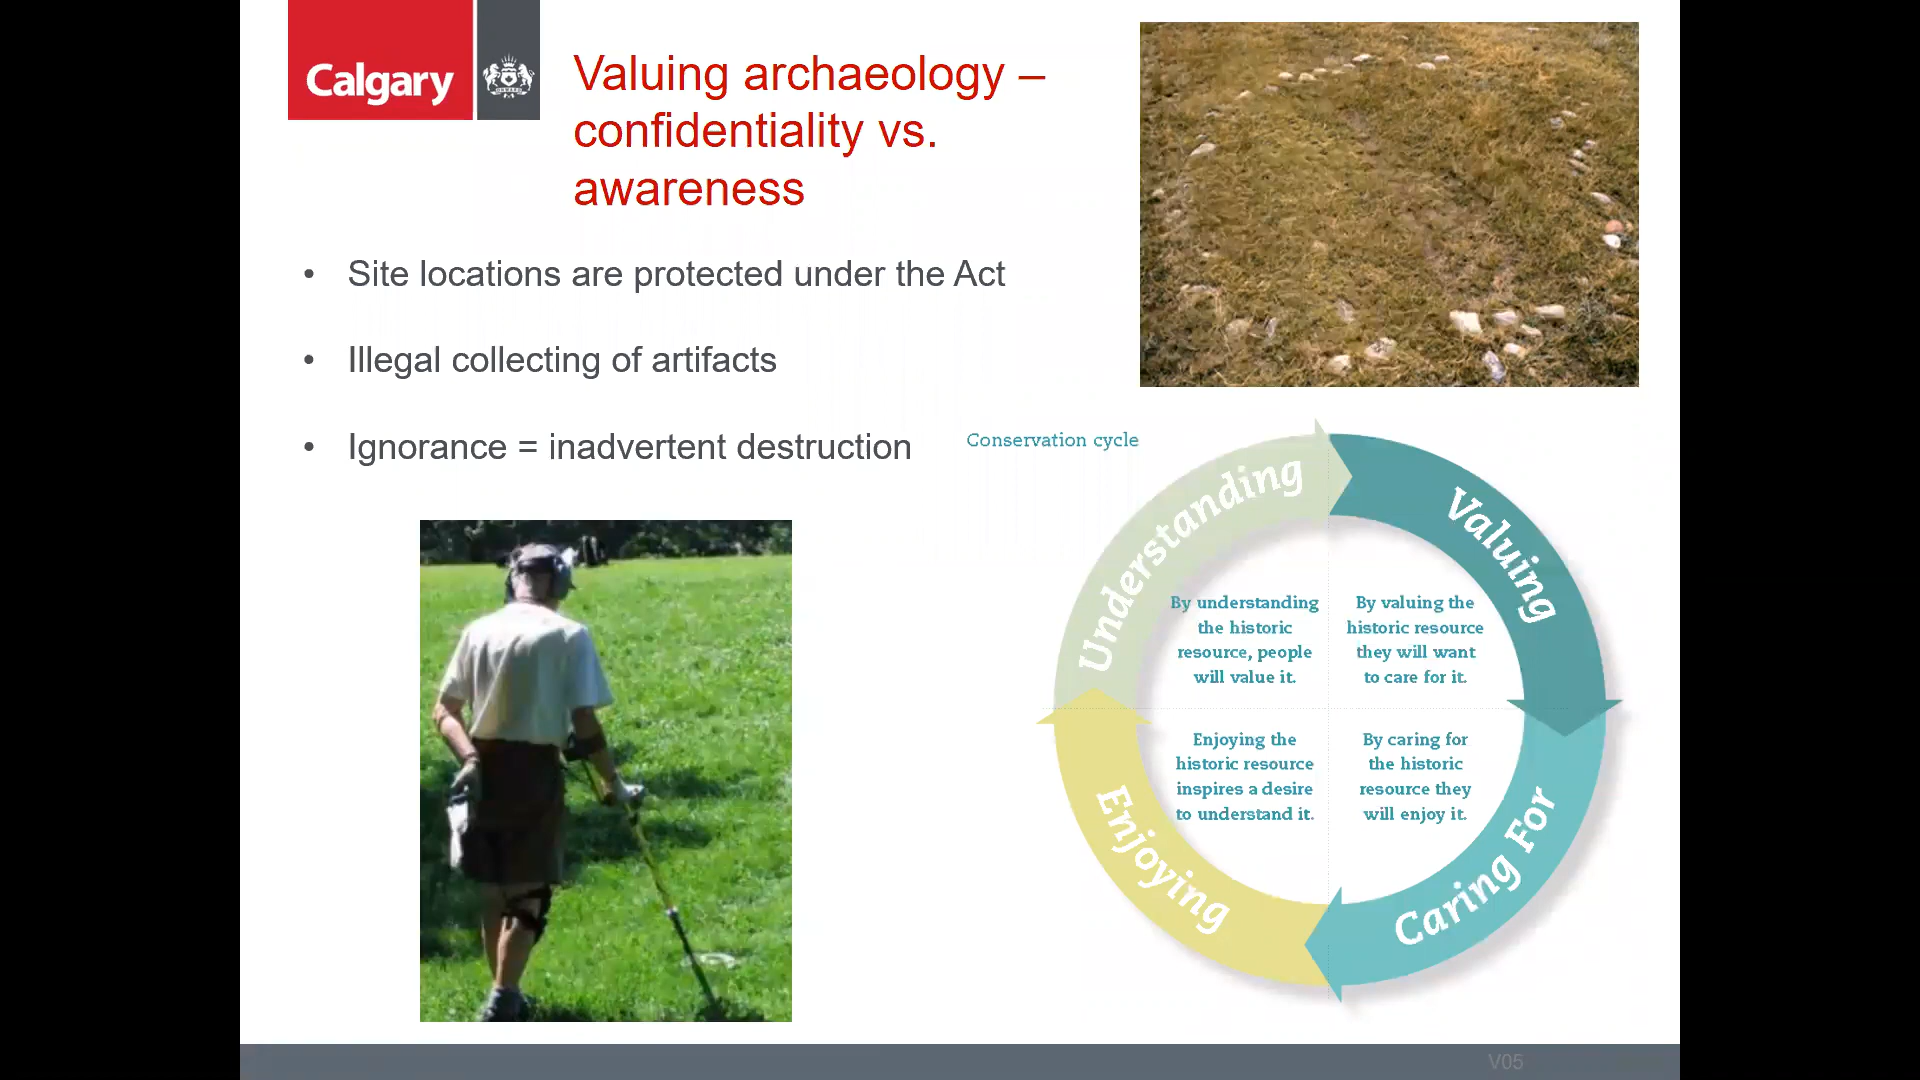 Calgary
ONWARD
Valuing archaeology –
confidentiality vs.
awareness
• Site locations are protected under the Act
• Illegal collecting of artifacts
• Ignorance = inadvertent destruction
Conservation cycle
Understanding
Valuing
Caring For
Enjoying
By understanding
the historic
resource, people
will value it.
By valuing the
historic resource
they will want
to care for it.
Enjoying the
historic resource
inspires a desire
to understand it.
By caring for
the historic
resource they
will enjoy it.
V05